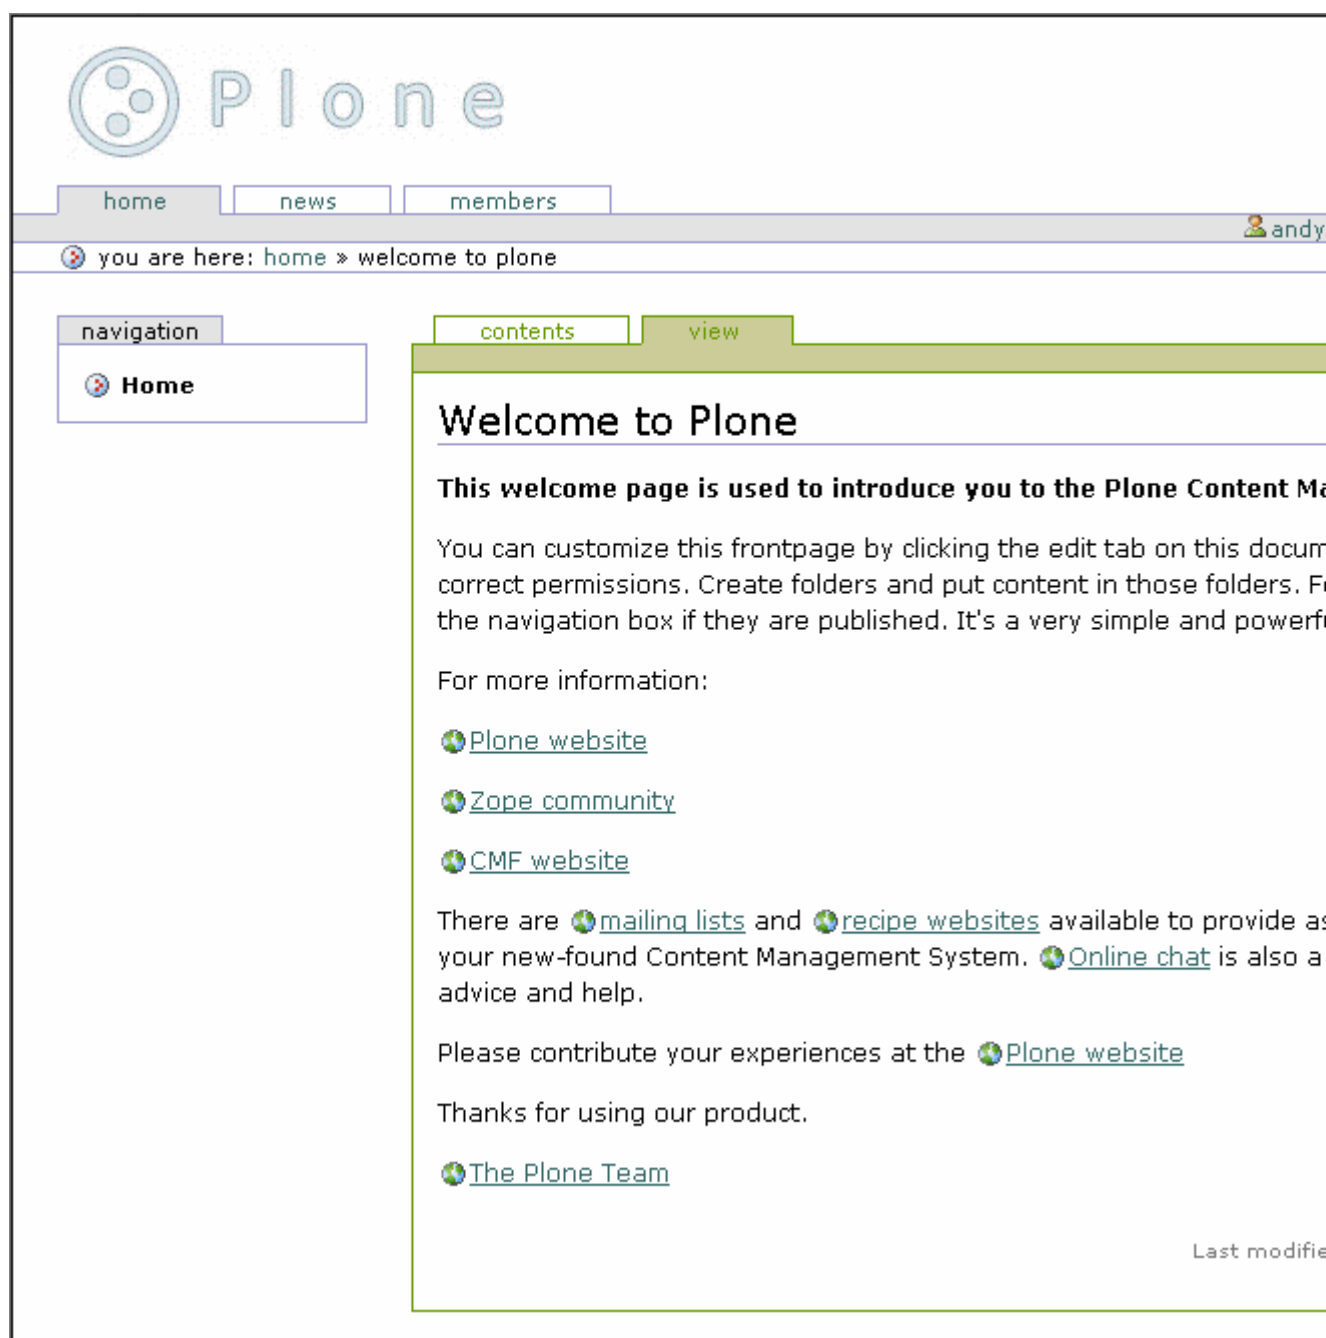 Plone
home news members
andy
you are here: home » welcome to plone
navigation
Home
contents view
Welcome to Plone
This welcome page is used to introduce you to the Plone Content
You can customize this frontpage by clicking the edit tab on this
correct permissions. Create folders and put content in those folders.
the navigation box if they are published. It's a very simple and
For more information:
Plone website
Zope community
CMF website
There are mailing lists and recipe websites available to provide
your new-found Content Management System. Online chat is also a
advice and help.
Please contribute your experiences at the Plone website
Thanks for using our product.
The Plone Team
Last